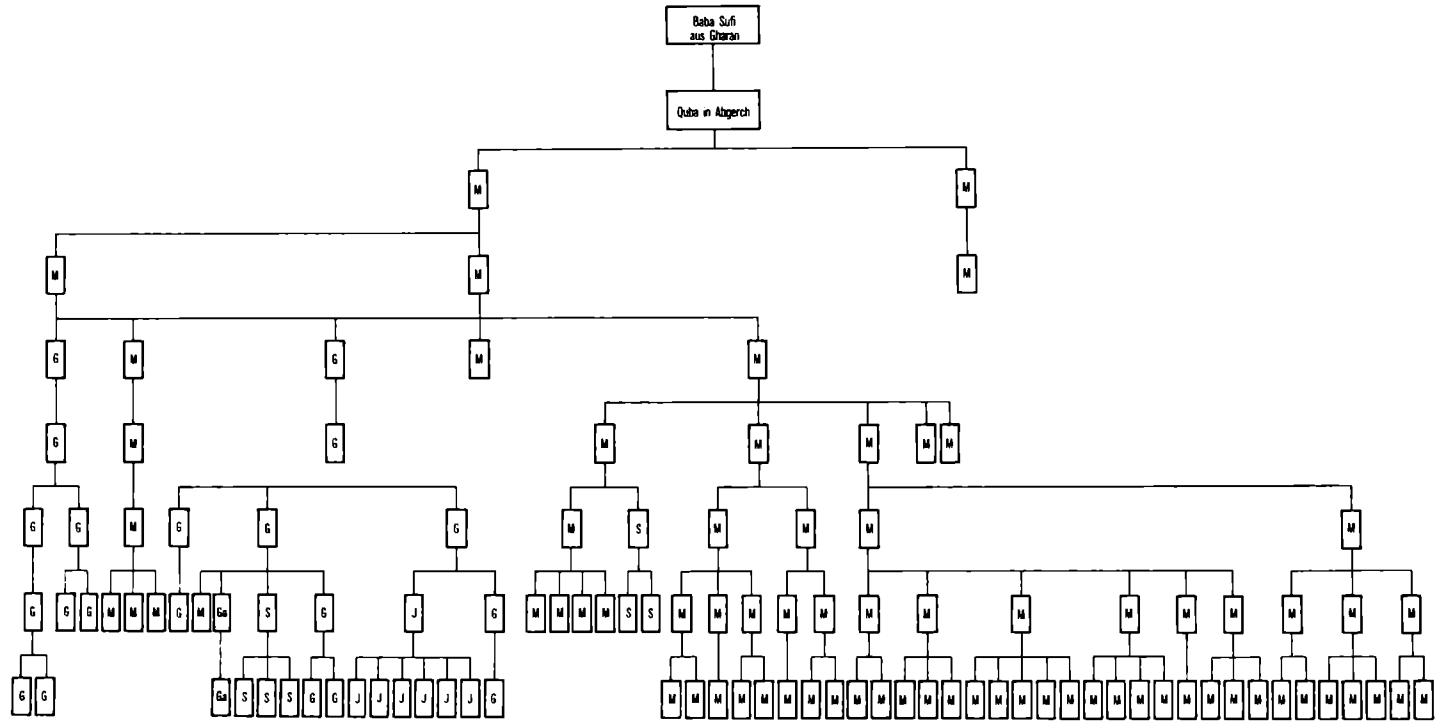 Baba Sufi
aus Gharan
Quba in Abgerch
M M
M M M
G M G M M
G M G M M M M M
G G M G G G M S M M M M
G G G M M M G M Ga S G J G M M M M S S M M M M M M M M M M M M M M
G G Ga S S S G G J J J J J J G M M M M M M M M M M M M M M M M M M M M M M M M M M M M M M M M M